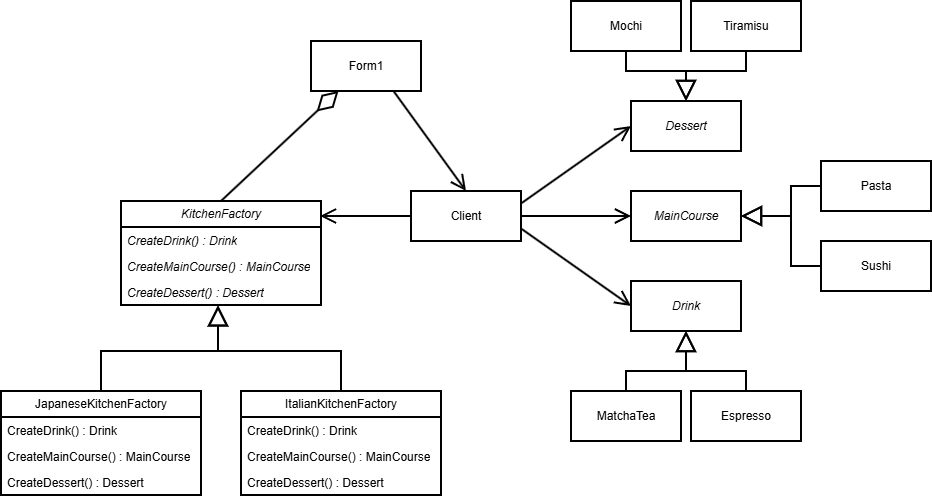 Mochi
Tiramisu
Form1
Dessert
Pasta
KitchenFactory
CreateDrink() : Drink
CreateMainCourse() : MainCourse
CreateDessert() : Dessert
Client
MainCourse
Sushi
Drink
JapaneseKitchenFactory
CreateDrink() : Drink
CreateMainCourse() : MainCourse
CreateDessert() : Dessert
ItalianKitchenFactory
CreateDrink() : Drink
CreateMainCourse() : MainCourse
CreateDessert() : Dessert
MatchaTea
Espresso